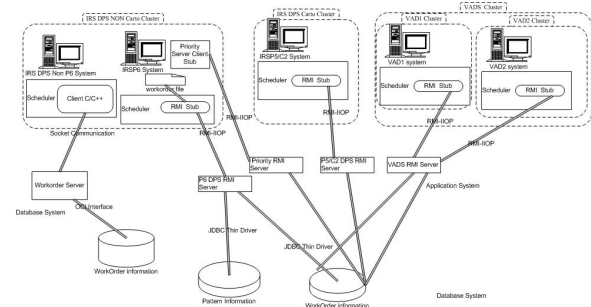 IRS DPS NON Carto Cluster
IRS DPS Carto Cluster
VADS Cluster
VAD1 Cluster
VAD2 Cluster
Priority
Server Client
Stub
IRS DPS Non P6 System
IRSP6 System
IRSP5/C2 System
VAD1 system
VAD2 system
workorder file
Scheduler
Client C/C++
Scheduler
RMI Stub
Scheduler
RMI Stub
Scheduler
RMI Stub
Scheduler
RMI Stub
Socket Communication
RMI-IIOP
RMI-IIOP
RMI-IIOP
RMI-IIOP
RMI-IIOP
Workorder Server
P6 DPS RMI
Server
Priority RMI
Server
P5/C2 DPS RMI
Server
VADS RMI Server
Application System
Database System
OCI Interface
JDBC Thin Driver
JDBC Thin Driver
WorkOrder information
Pattern Information
WorkOrder information
Database System